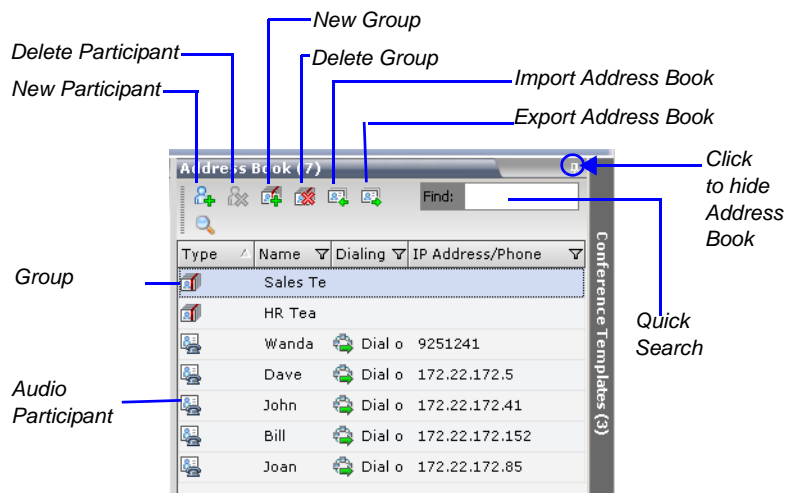 New Group
Delete Participant
Delete Group
New Participant
Import Address Book
Export Address Book
Address Book (7)
Click
to hide
Address
Book
Find:
Type Name Dialing IP Address/Phone
Group
Sales Te
HR Tea
Quick
Search
Wanda Dial o 9251241
Dave Dial o 172.22.172.5
Audio
Participant
John Dial o 172.22.172.41
Bill Dial o 172.22.172.152
Joan Dial o 172.22.172.85
Conference Templates (3)